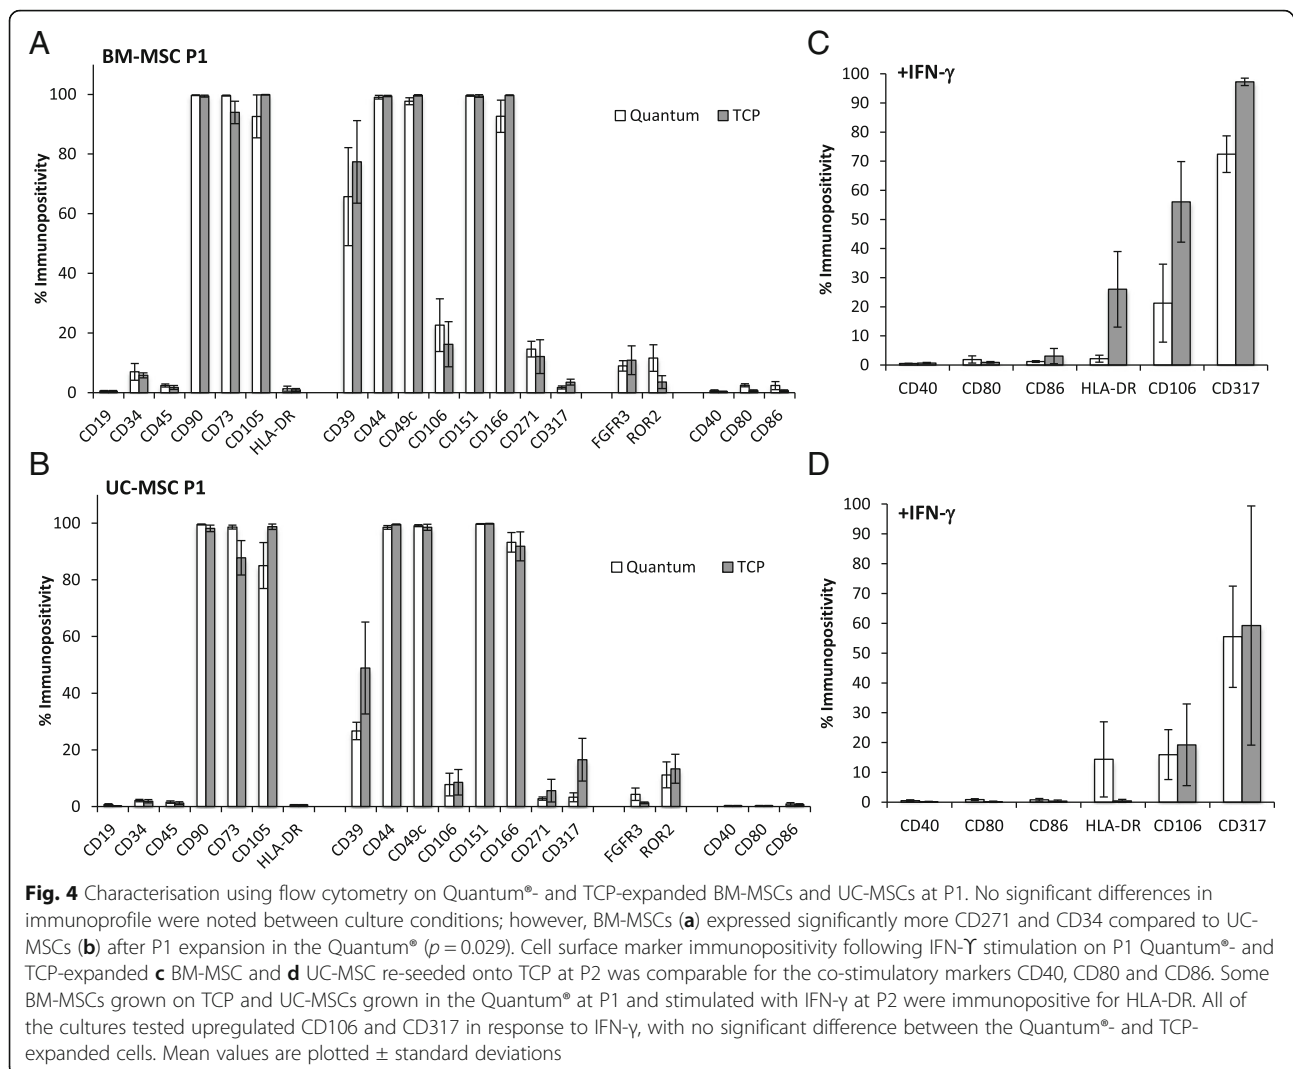 A
BM-MSC P1
% Immunopositivity
100
80
60
40
20
0
Quantum
TCP
CD19
CD34
CD45
CD90
CD73
CD105
HLA-DR
CD39
CD44
CD49c
CD106
CD151
CD166
CD271
CD317
FGFR3
ROR2
CD40
CD80
CD86
C
+IFN-γ
% Immunopositivity
100
90
80
70
60
50
40
30
20
10
0
CD40
CD80
CD86
HLA-DR
CD106
CD317
B
UC-MSC P1
% Immunopositivity
100
80
60
40
20
0
Quantum
TCP
CD19
CD34
CD45
CD90
CD73
CD105
HLA-DR
CD39
CD44
CD49c
CD106
CD151
CD166
CD271
CD317
FGFR3
ROR2
CD40
CD80
CD86
D
+IFN-γ
% Immunopositivity
100
90
80
70
60
50
40
30
20
10
0
CD40
CD80
CD86
HLA-DR
CD106
CD317
Fig. 4 Characterisation using flow cytometry on Quantum®- and TCP-expanded BM-MSCs and UC-MSCs at P1. No significant differences in
immunoprofile were noted between culture conditions; however, BM-MSCs (a) expressed significantly more CD271 and CD34 compared to UC-
MSCs (b) after P1 expansion in the Quantum® (p = 0.029). Cell surface marker immunopositivity following IFN-ϒ stimulation on P1 Quantum®- and
TCP-expanded c BM-MSC and d UC-MSC re-seeded onto TCP at P2 was comparable for the co-stimulatory markers CD40, CD80 and CD86. Some
BM-MSCs grown on TCP and UC-MSCs grown in the Quantum® at P1 and stimulated with IFN-γ at P2 were immunopositive for HLA-DR. All of
the cultures tested upregulated CD106 and CD317 in response to IFN-γ, with no significant difference between the Quantum®- and TCP-
expanded cells. Mean values are plotted ± standard deviations